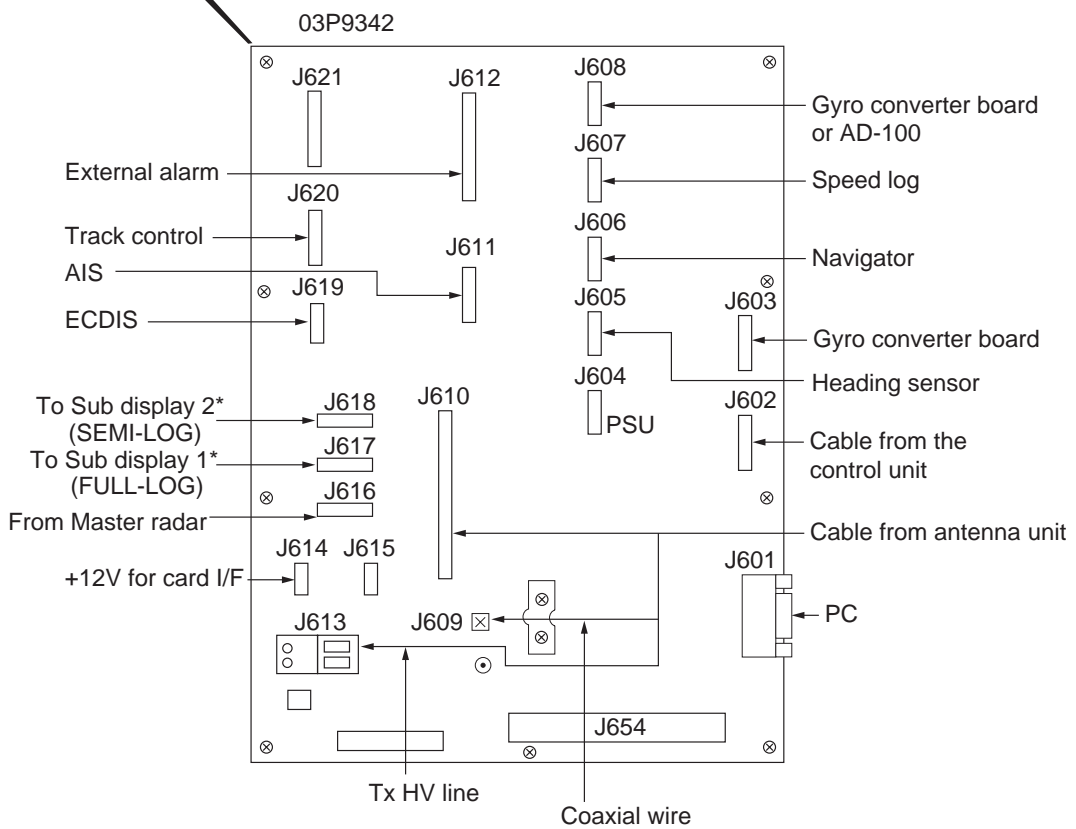 03P9342
J621
J612
J608
Gyro converter board
or AD-100
J607
External alarm
Speed log
J620
J606
Track control
J611
AIS
Navigator
J619
J605
J603
ECDIS
Gyro converter board
J604
Heading sensor
To Sub display 2*
(SEMI-LOG)
J618
J610
J602
PSU
To Sub display 1*
(FULL-LOG)
J617
Cable from the
control unit
J616
From Master radar
Cable from antenna unit
J614
J615
J601
+12V for card I/F
J613
J609
PC
J654
Tx HV line
Coaxial wire